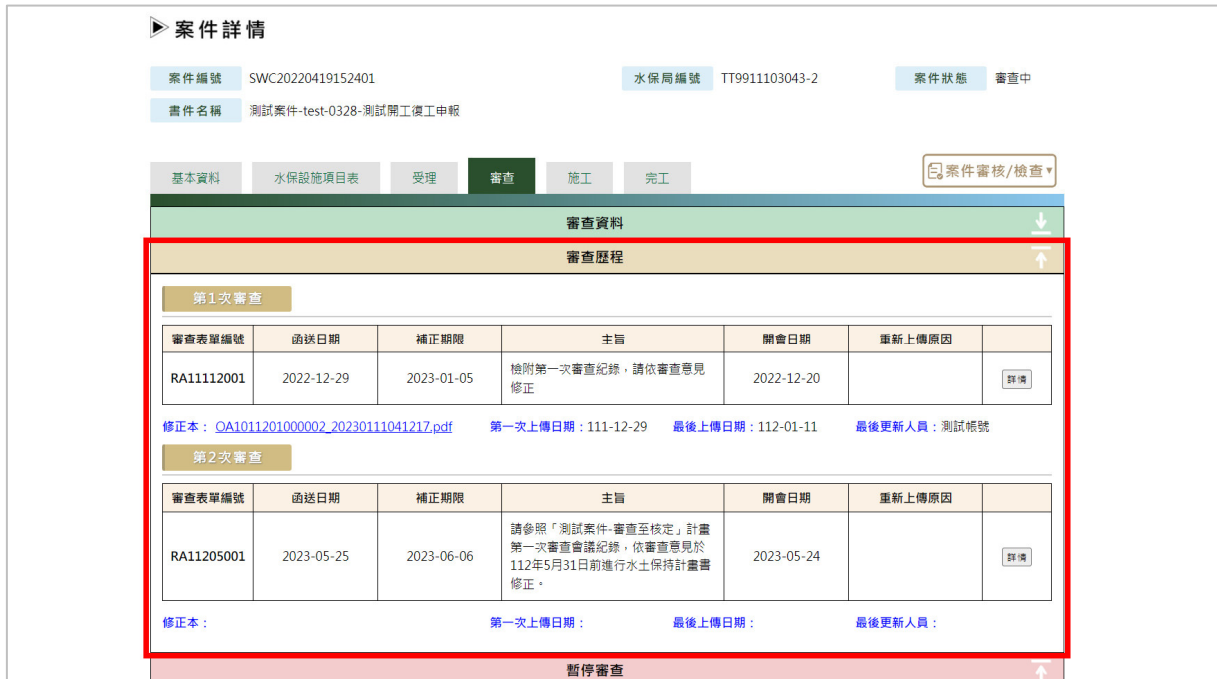 案件詳情
案件編號 SWC20220419152401 水保局編號 TT9911103043-2 案件狀態 審查中
書件名稱 測試案件-test-0328-測試開工復工申報
基本資料 水保設施項目表 受理 審查 施工 完工 案件審核/檢查▾
審查資料
審查歷程
第1次審查
審查表單編號 函送日期 補正期限 主旨 開會日期 重新上傳原因
檢附第一次審查紀錄，請依審查意見
RA11112001 2022-12-29 2023-01-05 修正 2022-12-20 詳情
修正本： OA1011201000002_20230111041217.pdf 第一次上傳日期：111-12-29 最後上傳日期：112-01-11 最後更新人員：測試帳號
第2次審查
審查表單編號 函送日期 補正期限 主旨 開會日期 重新上傳原因
請參照「測試案件-審查至核定」計畫
第一次審查會議紀錄，依審查意見於
RA11205001 2023-05-25 2023-06-06 112年5月31日前進行水土保持計畫書 2023-05-24 詳情
修正。
修正本： 第一次上傳日期： 最後上傳日期： 最後更新人員：
暫停審查